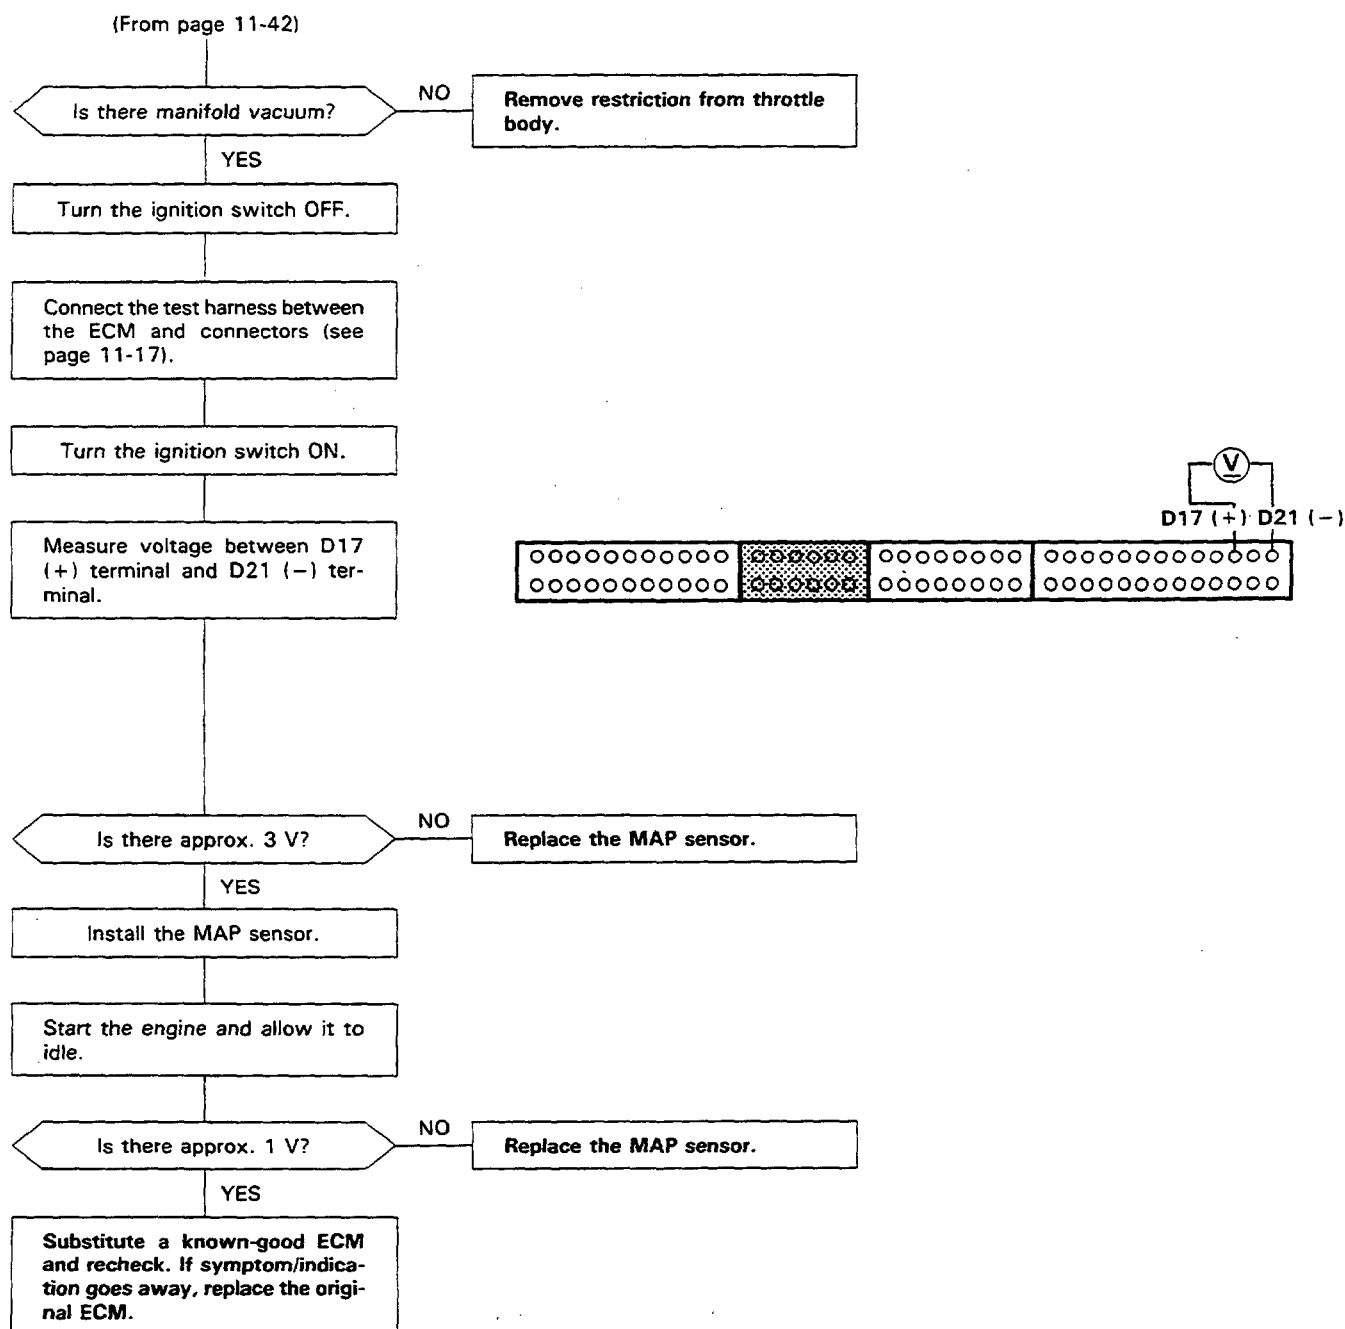 (From page 11-42)
Is there manifold vacuum?
NO
Remove restriction from throttle
body.
YES
Turn the ignition switch OFF.
Connect the test harness between
the ECM and connectors (see
page 11-17).
Turn the ignition switch ON.
V
D17 (+) D21 (−)
Measure voltage between D17
(+) terminal and D21 (−) ter-
minal.
Is there approx. 3 V?
NO
Replace the MAP sensor.
YES
Install the MAP sensor.
Start the engine and allow it to
idle.
Is there approx. 1 V?
NO
Replace the MAP sensor.
YES
Substitute a known-good ECM
and recheck. If symptom/indica-
tion goes away, replace the origi-
nal ECM.